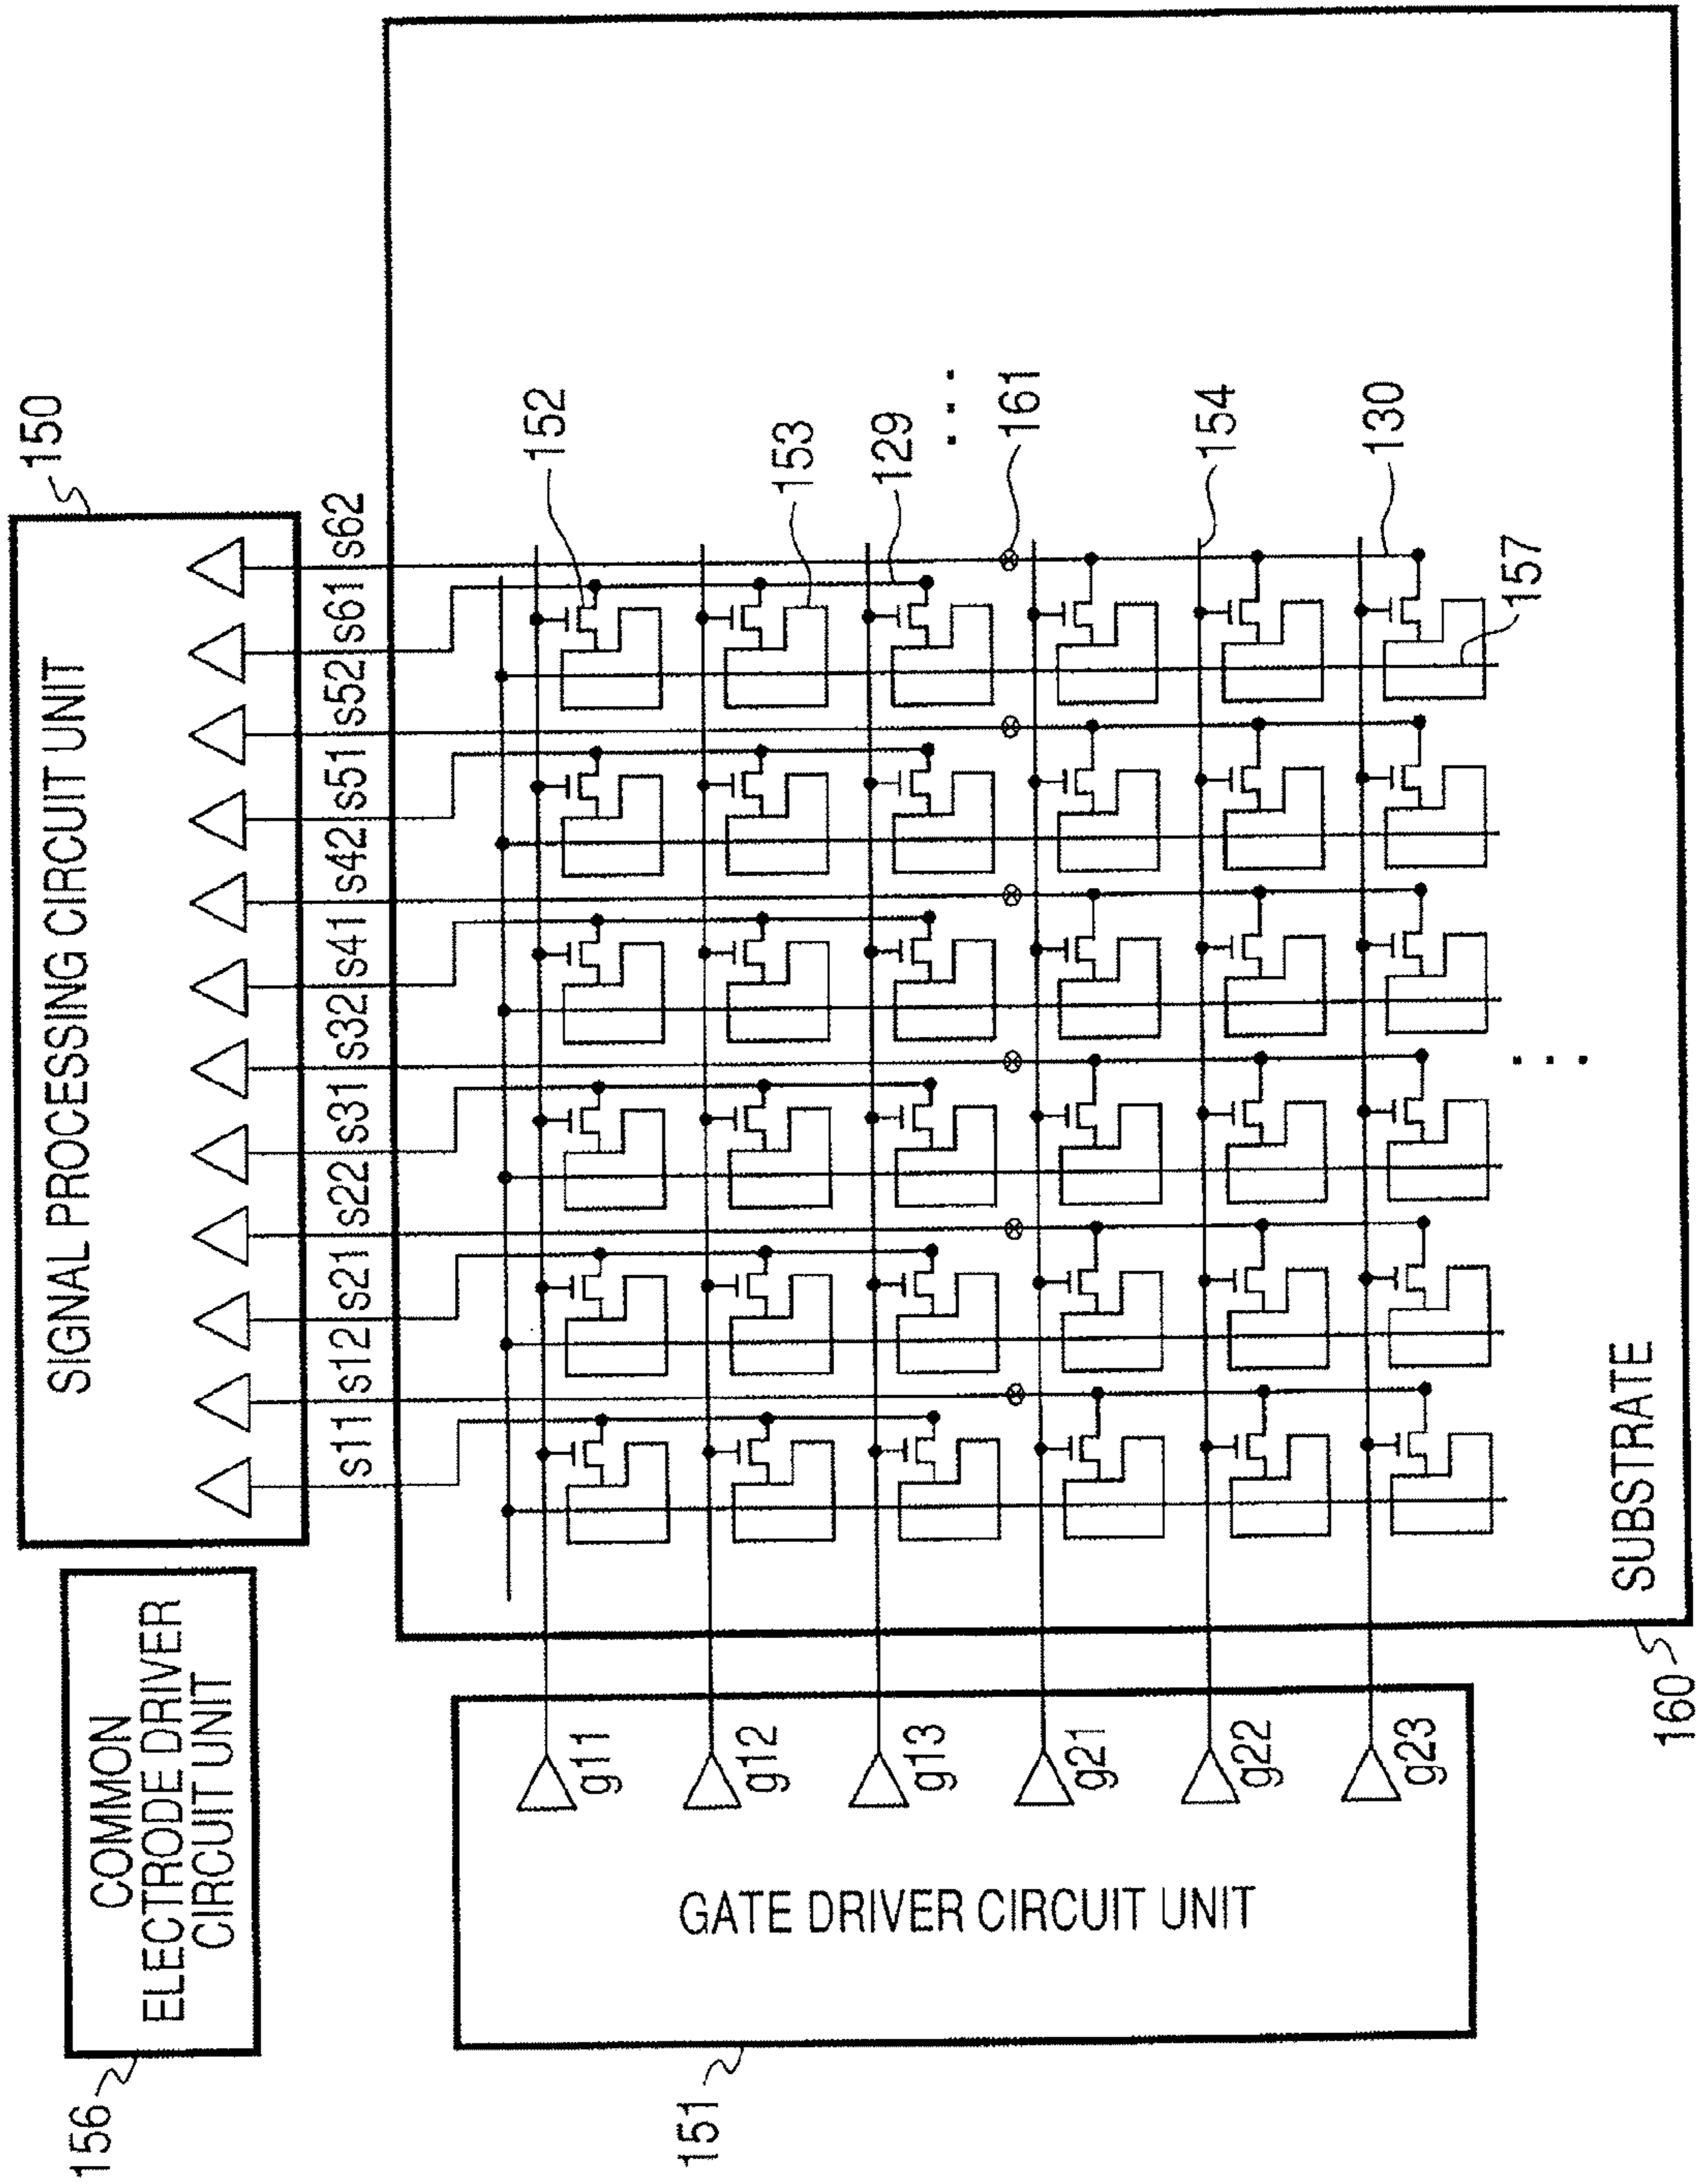 150
SIGNAL PROCESSING CIRCUIT UNIT
s11 s12 s21 s22 s31 s32 s41 s42 s51 s52 s61 s62
COMMON
ELECTRODE DRIVER
CIRCUIT UNIT
156
152
153
129
...
161
154
130
157
...
g11
g12
g13
g21
g22
g23
GATE DRIVER CIRCUIT UNIT
151
SUBSTRATE
160